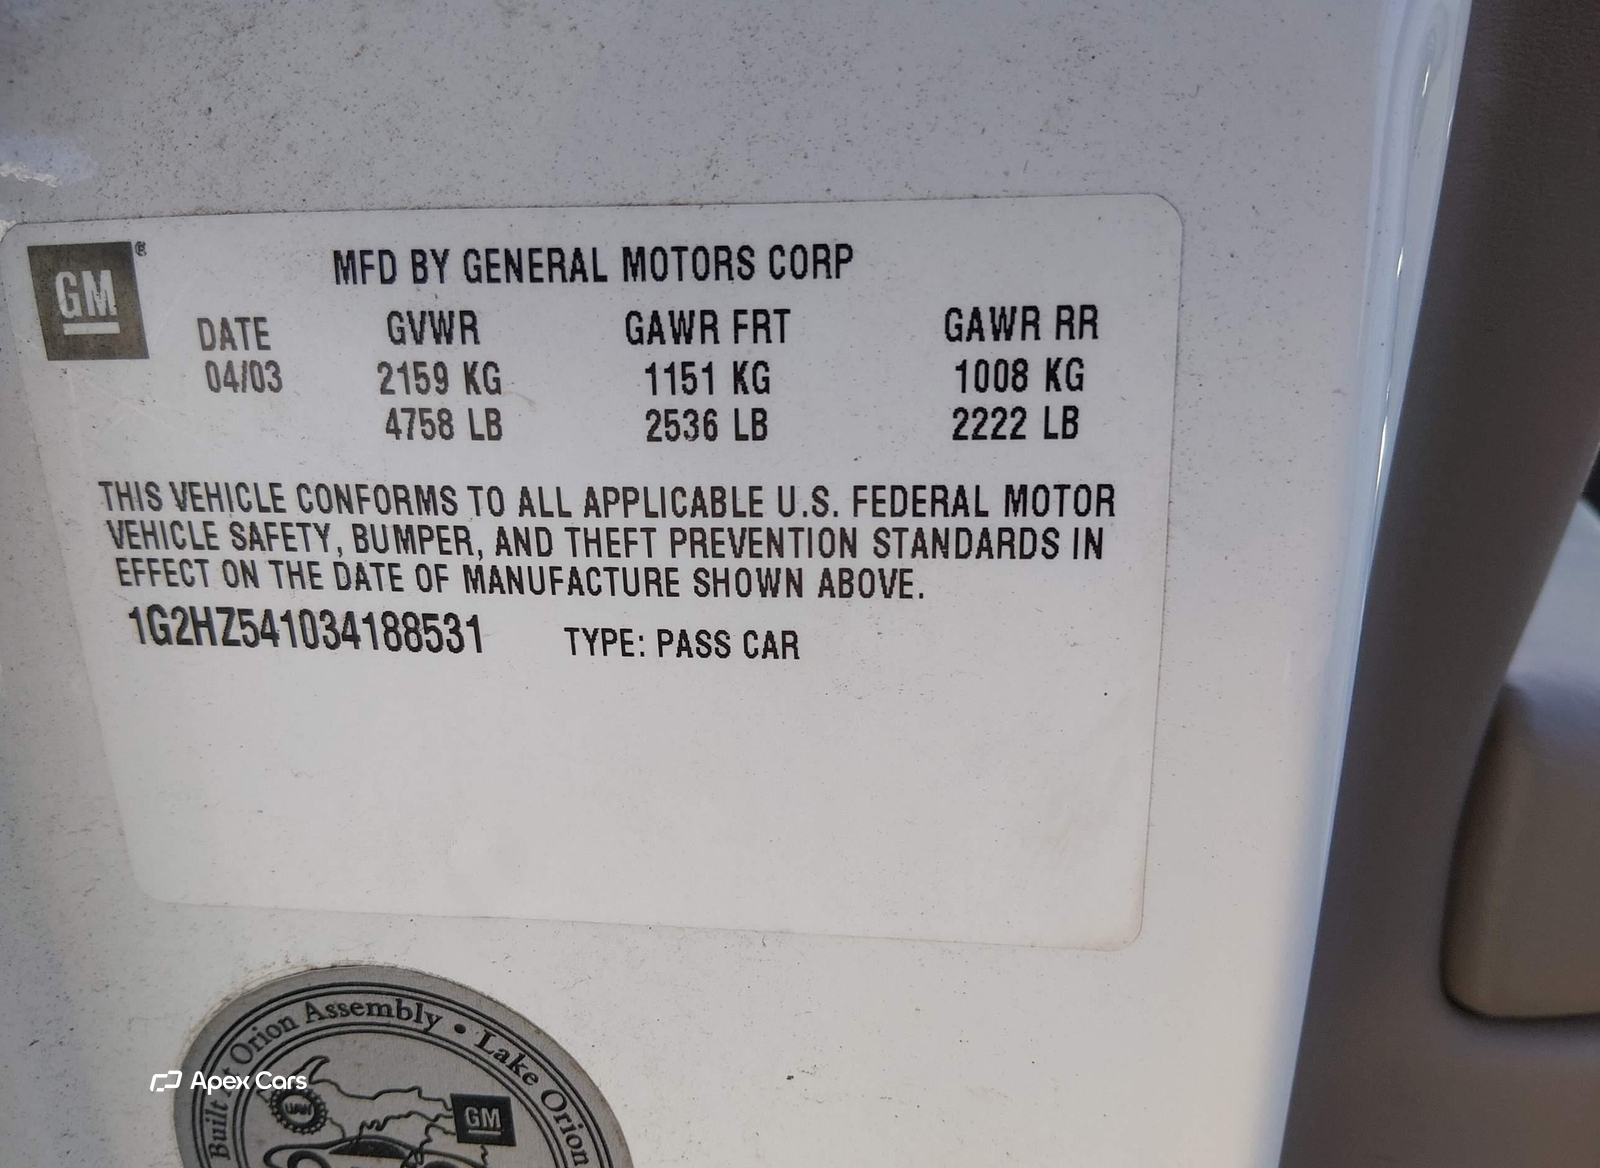 GM®
MFD BY GENERAL MOTORS CORP
DATE GVWR GAWR FRT GAWR RR
04/03 2159 KG 1151 KG 1008 KG
4758 LB 2536 LB 2222 LB
THIS VEHICLE CONFORMS TO ALL APPLICABLE U.S. FEDERAL MOTOR
VEHICLE SAFETY, BUMPER, AND THEFT PREVENTION STANDARDS IN
EFFECT ON THE DATE OF MANUFACTURE SHOWN ABOVE.
1G2HZ541034188531 TYPE: PASS CAR
Built At Orion Assembly • Lake Orion
Apex Cars
UAW
GM